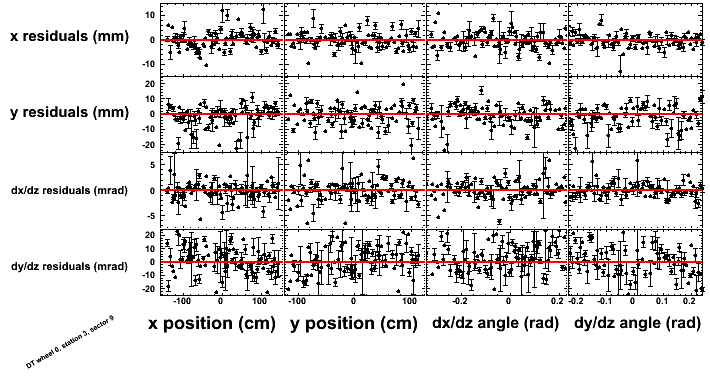 x residuals (mm)
10
0
-10
y residuals (mm)
20
10
0
-10
-20
dx/dz residuals (mrad)
5
0
-5
dy/dz residuals (mrad)
20
10
0
-10
-20
-100 0 100 -100 0 100 -0.2 0 0.2 -0.2 -0.1 0 0.1 0.2
x position (cm) y position (cm) dx/dz angle (rad) dy/dz angle (rad)
DT wheel 0, station 3, sector 9